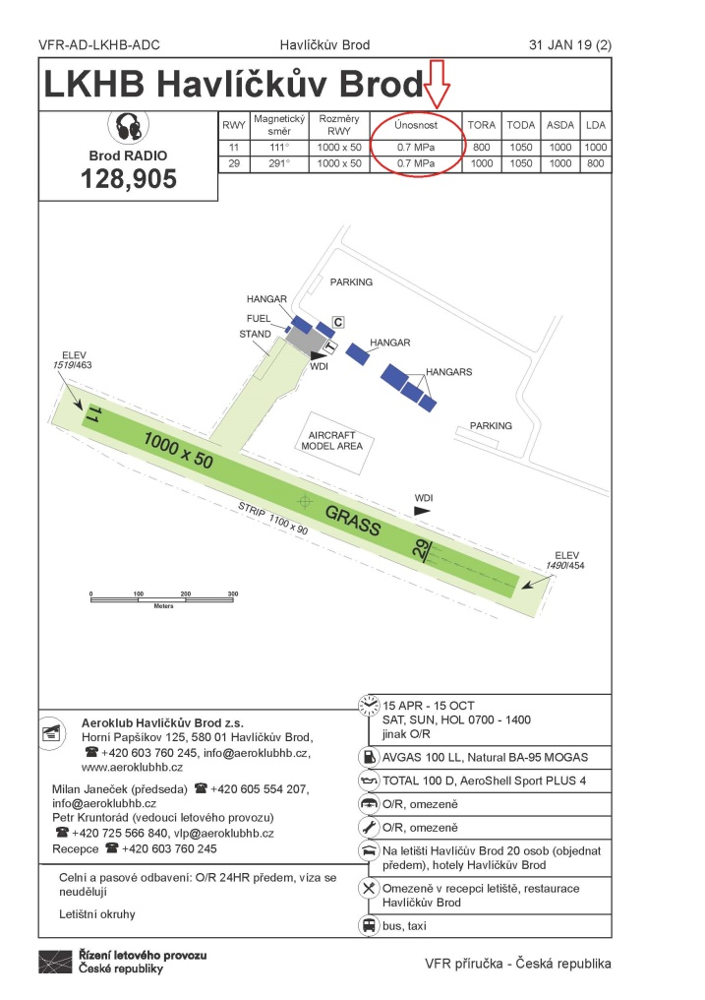 VFR-AD-LKHB-ADC Havlíčkův Brod 31 JAN 19 (2)
LKHB Havlíčkův Brod
Brod RADIO
128,905
RWY Magnetický směr Rozměry RWY Únosnost TORA TODA ASDA LDA
11 111° 1000 x 50 0.7 MPa 800 1050 1000 1000
29 291° 1000 x 50 0.7 MPa 1000 1050 1000 800
PARKING
HANGAR
FUEL
C
STAND
T
HANGAR
WDI
HANGARS
ELEV
1519/463
11
1000 x 50
PARKING
AIRCRAFT
MODEL AREA
WDI
GRASS
STRIP 1100 x 90
29
ELEV
1490/454
0 100 200 300
Meters
Aeroklub Havlíčkův Brod z.s.
Horní Papšikov 125, 580 01 Havlíčkův Brod,
+420 603 760 245, info@aeroklubhb.cz,
www.aeroklubhb.cz
Milan Janeček (předseda) +420 605 554 207,
info@aeroklubhb.cz
Petr Kruntorád (vedoucí letového provozu)
+420 725 566 840, vlp@aeroklubhb.cz
Recepce +420 603 760 245
Celní a pasové odbavení: O/R 24HR předem, víza se
neudělují
Letištní okruhy
15 APR - 15 OCT
SAT, SUN, HOL 0700 - 1400
jinak O/R
AVGAS 100 LL, Natural BA-95 MOGAS
TOTAL 100 D, AeroShell Sport PLUS 4
O/R, omezeně
O/R, omezeně
Na letišti Havlíčův Brod 20 osob (objednat
předem), hotely Havlíčkův Brod
Omezeně v recepci letiště, restaurace
Havlíčkův Brod
bus, taxi
Řízení letového provozu
České republiky
VFR příručka - Česká republika